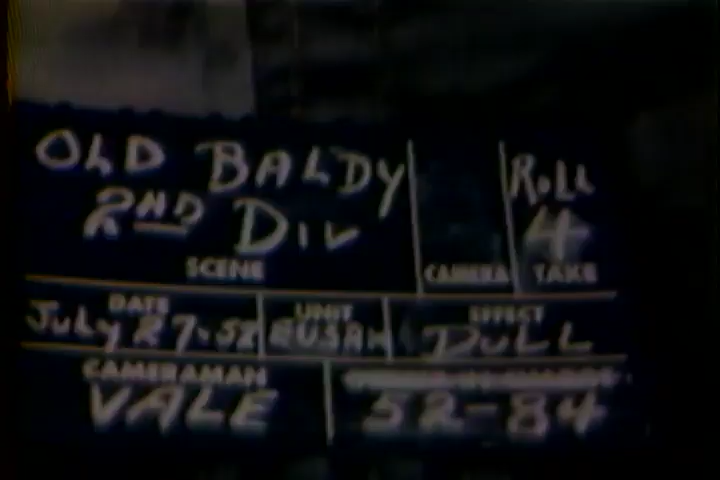 OLD BALDY
2ND DIV
ROLL
4
SCENE
CAMERA
TAKE
DATE
UNIT
EFFECT
JULY 27-52
EUSAK
DULL
CAMERAMAN
VALE
52-84